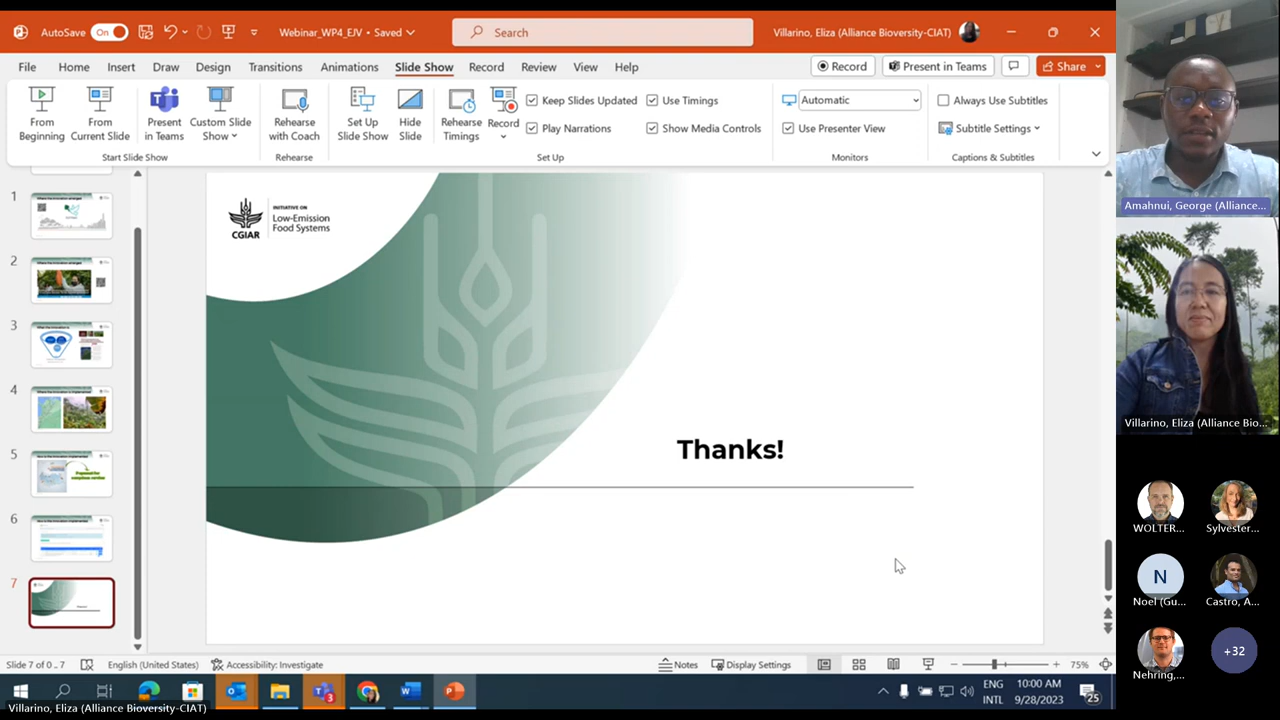 AutoSave
On
Webinar_WP4_EJV • Saved
Search
Villarino, Eliza (Alliance Bioversity-CIAT)
File
Home
Insert
Draw
Design
Transitions
Animations
Slide Show
Record
Review
View
Help
Record
Present in Teams
Share
From
Beginning
From
Current Slide
Present
in Teams
Custom Slide
Show
Start Slide Show
Rehearse
with Coach
Rehearse
Set Up
Slide Show
Hide
Slide
Rehearse
Timings
Record
Keep Slides Updated
Play Narrations
Use Timings
Show Media Controls
Set Up
Automatic
Use Presenter View
Monitors
Always Use Subtitles
Subtitle Settings
Captions & Subtitles
1
2
3
4
5
6
7
CGIAR
INITIATIVE ON
Low-Emission
Food Systems
Thanks!
Amahnui, George (Alliance...
Villarino, Eliza (Alliance Bio...
WOLTER...
Sylvester...
N
Noel (Gu...
Castro, A...
Nehring,...
+32
Slide 7 of 0 .. 7
English (United States)
Accessibility: Investigate
Notes
Display Settings
75%
3
ENG
INTL
10:00 AM
9/28/2023
25
Villarino, Eliza (Alliance Bioversity-CIAT)